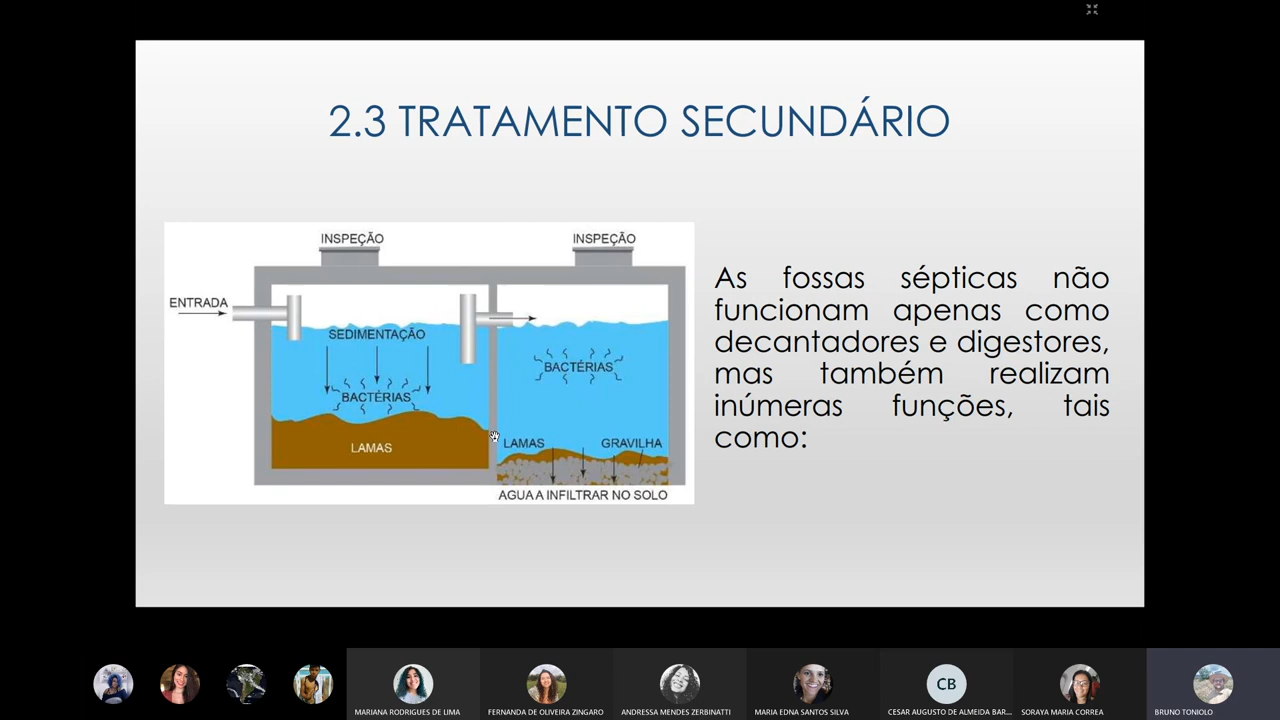 2.3 TRATAMENTO SECUNDÁRIO
INSPEÇÃO
INSPEÇÃO
ENTRADA
SEDIMENTAÇÃO
BACTÉRIAS
BACTÉRIAS
LAMAS
LAMAS
GRAVILHA
AGUA A INFILTRAR NO SOLO
As fossas sépticas não
funcionam apenas como
decantadores e digestores,
mas também realizam
inúmeras funções, tais
como:
CB
MARIANA RODRIGUES DE LIMA
FERNANDA DE OLIVEIRA ZINGARO
ANDRESSA MENDES ZERBINATTI
MARIA EDNA SANTOS SILVA
CESAR AUGUSTO DE ALMEIDA BAR...
SORAYA MARIA CORREA
BRUNO TONIOLO